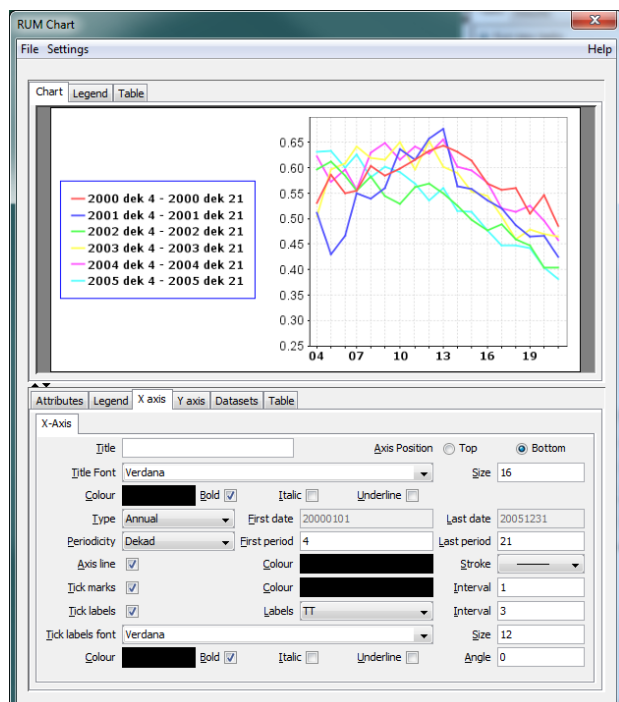 RUM Chart
File Settings Help
Chart Legend Table
0.65
0.60
0.55
0.50
0.45
0.40
0.35
0.30
0.25
2000 dek 4 - 2000 dek 21
2001 dek 4 - 2001 dek 21
2002 dek 4 - 2002 dek 21
2003 dek 4 - 2003 dek 21
2004 dek 4 - 2004 dek 21
2005 dek 4 - 2005 dek 21
04 07 10 13 16 19
Attributes Legend X axis Y axis Datasets Table
X-Axis
Title Axis Position Top Bottom
Title Font Verdana Size 16
Colour Bold Italic Underline
Type Annual First date 20000101 Last date 20051231
Periodicity Dekad First period 4 Last period 21
Axis line Colour Stroke
Tick marks Colour Interval 1
Tick labels Labels TT Interval 3
Tick labels font Verdana Size 12
Colour Bold Italic Underline Angle 0